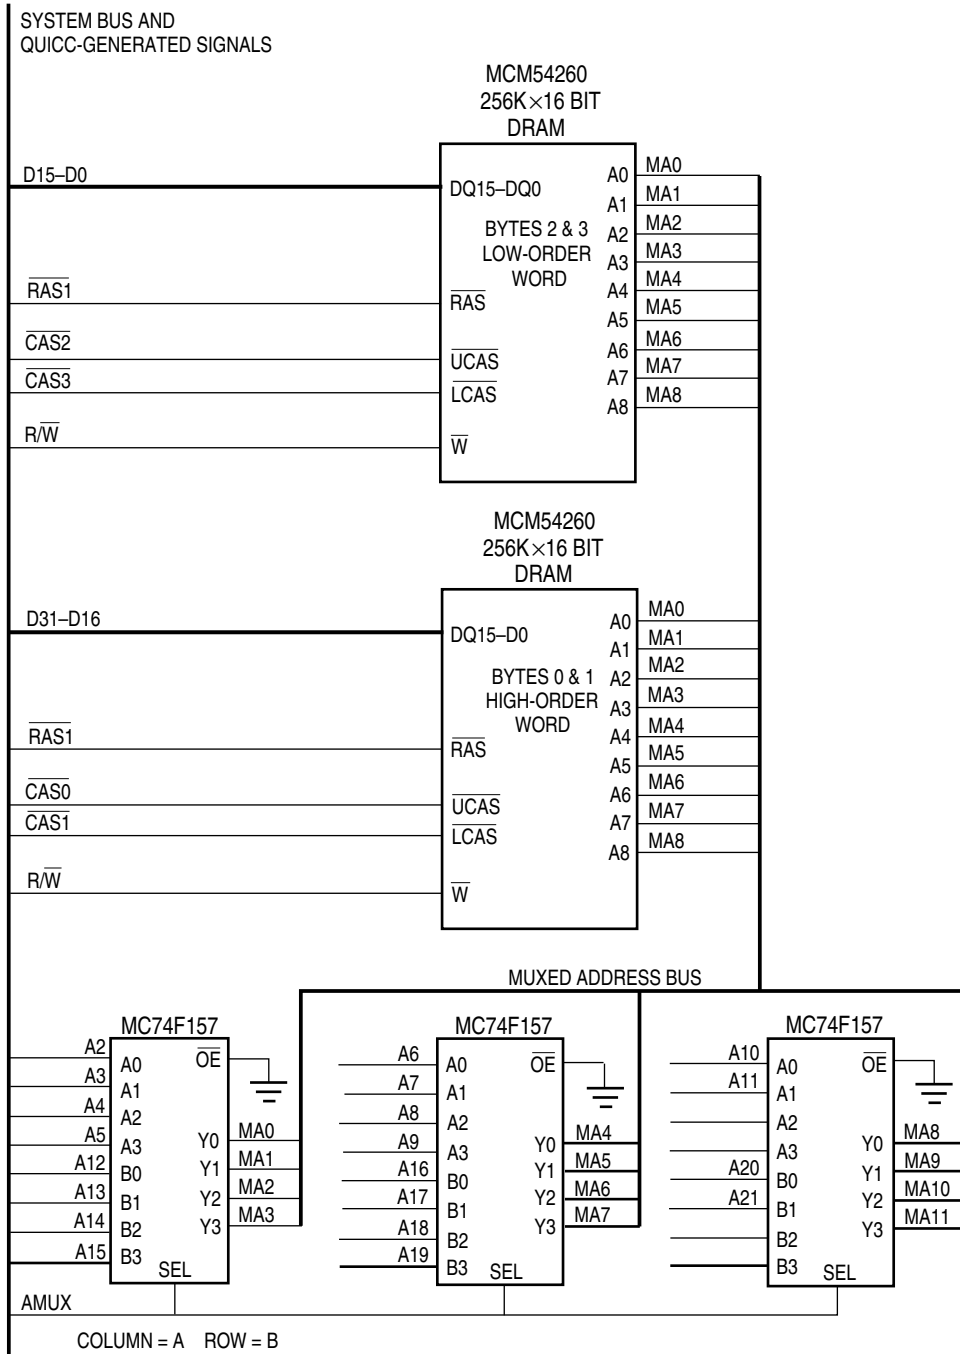 SYSTEM BUS AND
QUICC-GENERATED SIGNALS
MCM54260
256K×16 BIT
DRAM
D15–D0
DQ15–DQ0
BYTES 2 & 3
LOW-ORDER
WORD
RAS1
RAS
CAS2
UCAS
CAS3
LCAS
R/W
W
A0 MA0
A1 MA1
A2 MA2
A3 MA3
A4 MA4
A5 MA5
A6 MA6
A7 MA7
A8 MA8
MCM54260
256K×16 BIT
DRAM
D31–D16
DQ15–D0
BYTES 0 & 1
HIGH-ORDER
WORD
RAS1
RAS
CAS0
UCAS
CAS1
LCAS
R/W
W
A0 MA0
A1 MA1
A2 MA2
A3 MA3
A4 MA4
A5 MA5
A6 MA6
A7 MA7
A8 MA8
MUXED ADDRESS BUS
MC74F157
A2 A0 OE
A3 A1
A4 A2
A5 A3 Y0 MA0
A12 B0 Y1 MA1
A13 B1 Y2 MA2
A14 B2 Y3 MA3
A15 B3
SEL
MC74F157
A6 A0 OE
A7 A1
A8 A2
A9 A3 Y0 MA4
A16 B0 Y1 MA5
A17 B1 Y2 MA6
A18 B2 Y3 MA7
A19 B3
SEL
MC74F157
A10 A0 OE
A11 A1
A2
A3 Y0 MA8
A20 B0 Y1 MA9
A21 B1 Y2 MA10
B2 Y3 MA11
B3
SEL
AMUX
COLUMN = A ROW = B